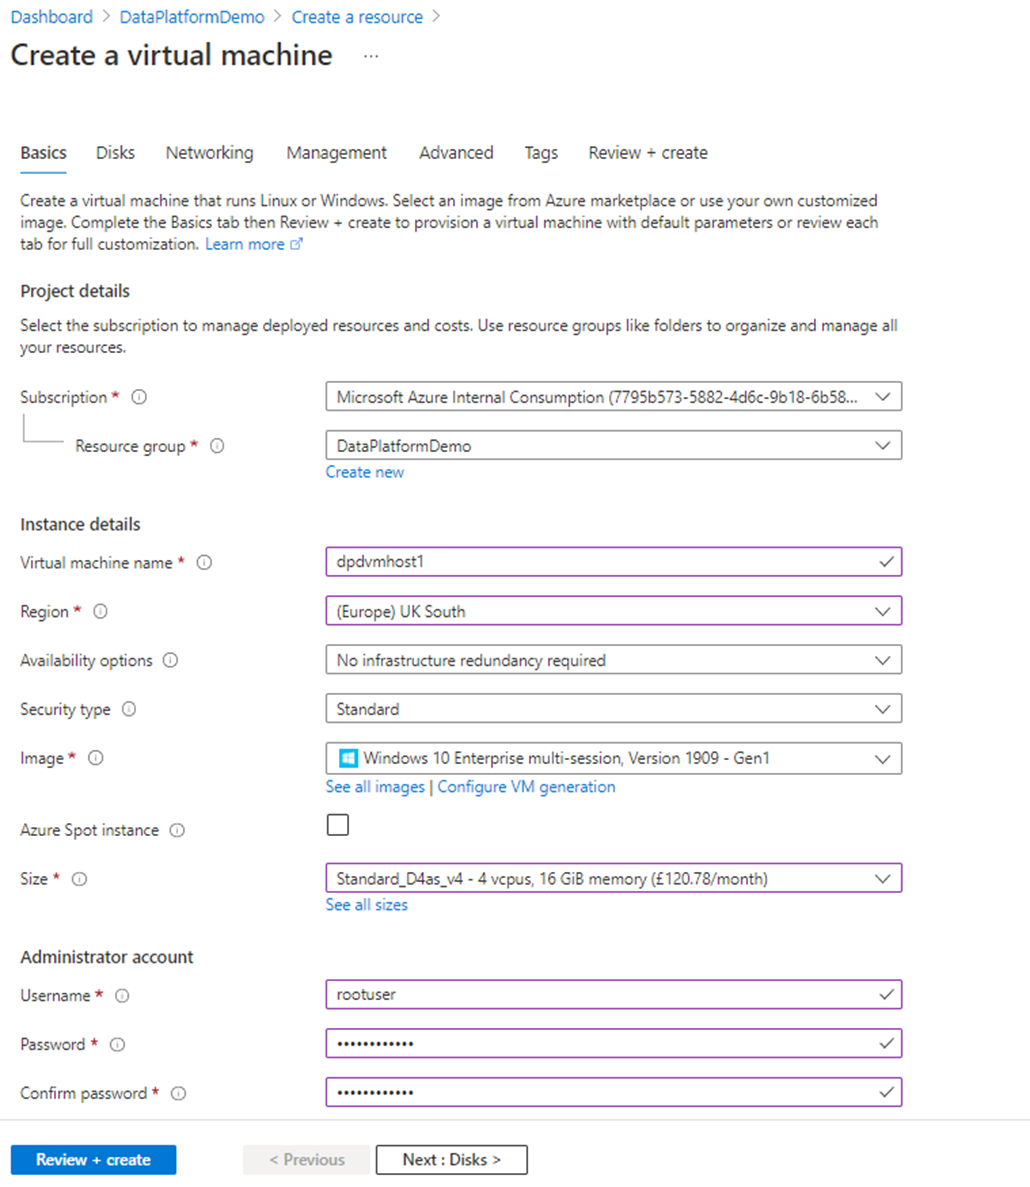 Dashboard > DataPlatformDemo > Create a resource >
Create a virtual machine ...
Basics Disks Networking Management Advanced Tags Review + create
Create a virtual machine that runs Linux or Windows. Select an image from Azure marketplace or use your own customized
image. Complete the Basics tab then Review + create to provision a virtual machine with default parameters or review each
tab for full customization. Learn more
Project details
Select the subscription to manage deployed resources and costs. Use resource groups like folders to organize and manage all
your resources.
Subscription * Microsoft Azure Internal Consumption (7795b573-5882-4d6c-9b18-6b58...
Resource group * DataPlatformDemo
Create new
Instance details
Virtual machine name * dpdvmhost1
Region * (Europe) UK South
Availability options No infrastructure redundancy required
Security type Standard
Image * Windows 10 Enterprise multi-session, Version 1909 - Gen1
See all images | Configure VM generation
Azure Spot instance
Size * Standard_D4as_v4 - 4 vcpus, 16 GiB memory (£120.78/month)
See all sizes
Administrator account
Username * rootuser
Password * ••••••••••••
Confirm password * ••••••••••••
Review + create < Previous Next : Disks >